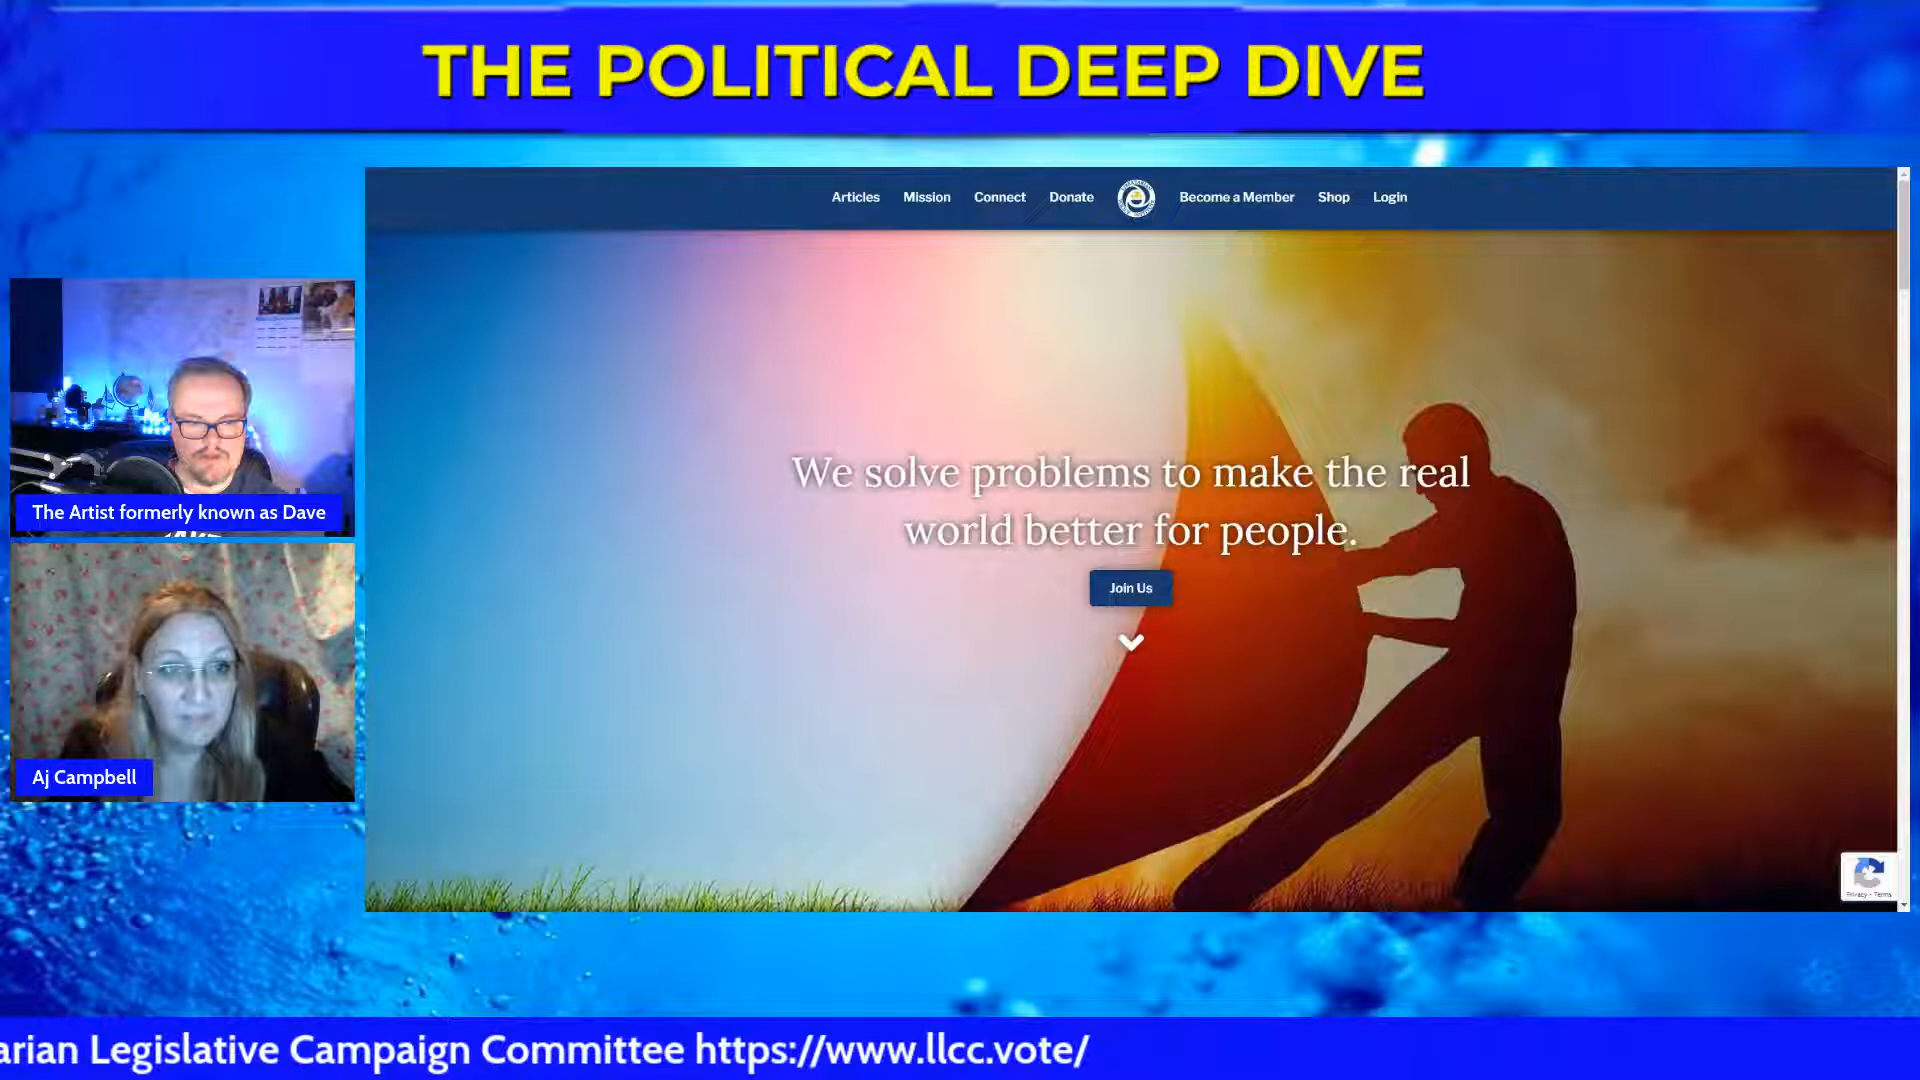 THE POLITICAL DEEP DIVE
Articles Mission Connect Donate Become a Member Shop Login
We solve problems to make the real
world better for people.
Join Us
The Artist formerly known as Dave
Aj Campbell
Privacy - Terms
arian Legislative Campaign Committee https://www.llcc.vote/